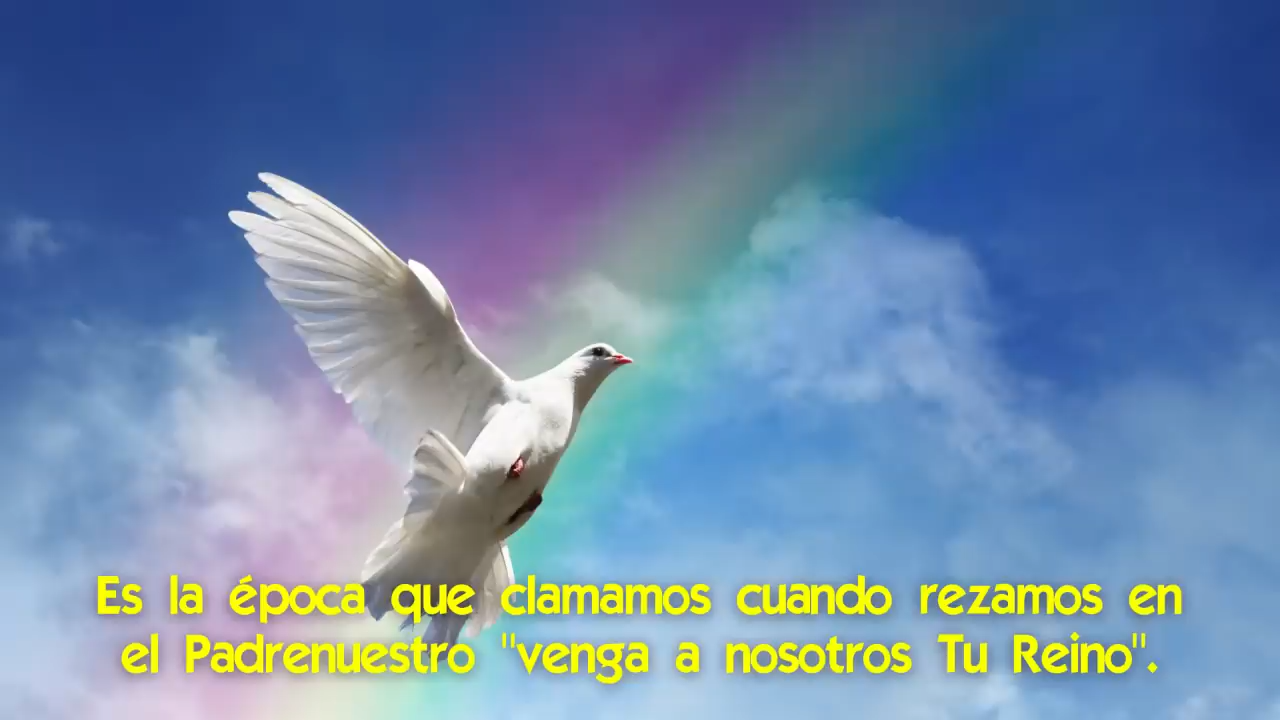 Es la época que clamamos cuando rezamos en
el Padrenuestro "venga a nosotros Tu Reino".